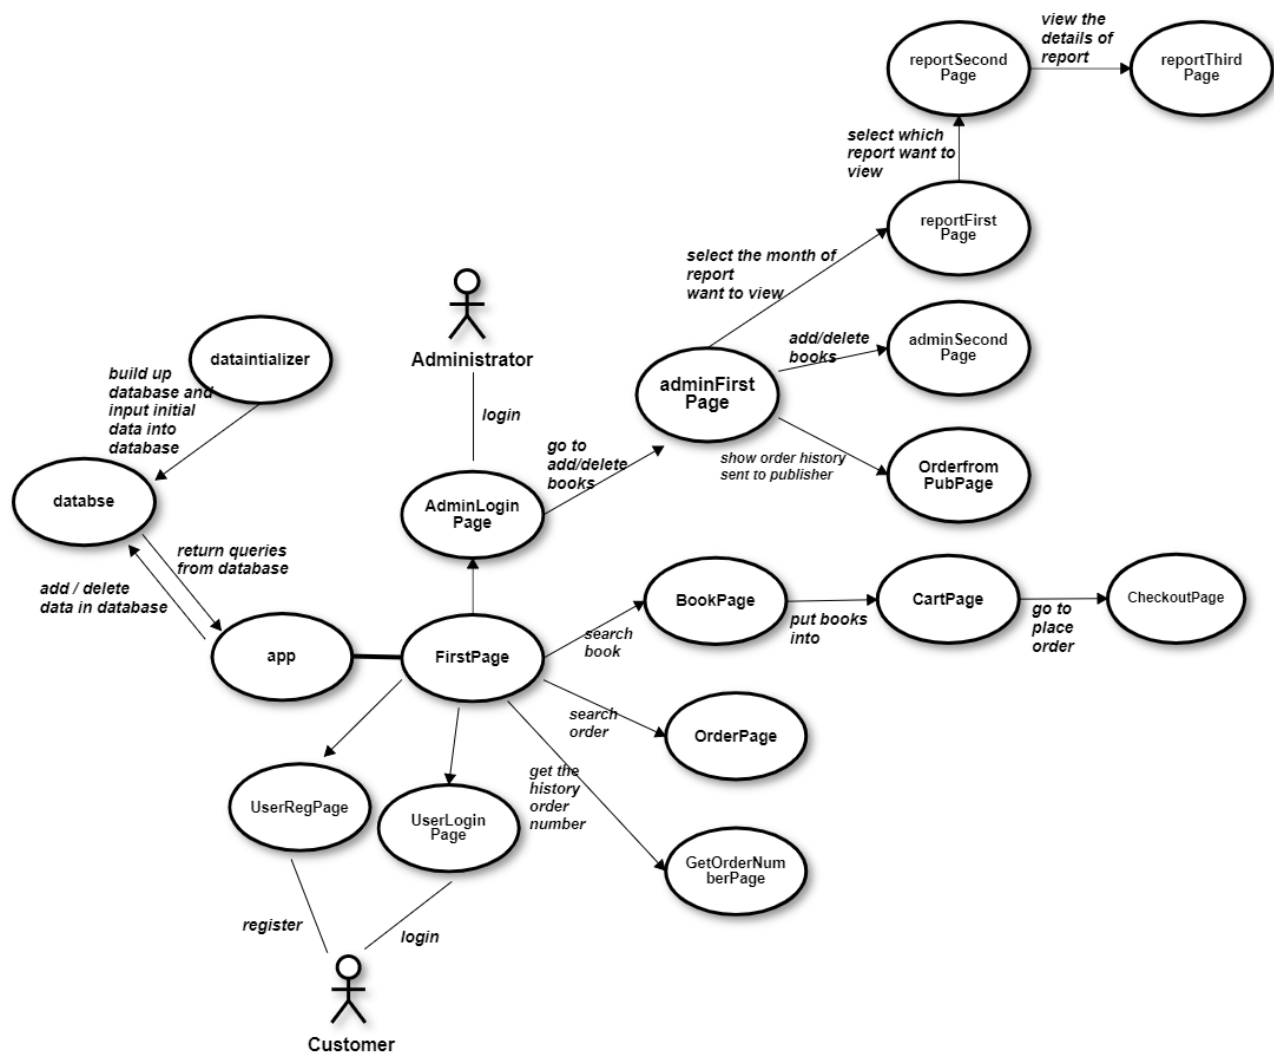 view the
details of
report
reportSecond
Page
reportThird
Page
select which
report want to
view
reportFirst
Page
select the month of
report
want to view
Administrator
dataintializer
build up
database and
input initial
data into
database
add/delete
books
adminSecond
Page
adminFirst
Page
login
go to
add/delete
books
show order history
sent to publisher
Orderfrom
PubPage
databse
AdminLogin
Page
return queries
from database
add / delete
data in database
BookPage
put books
into
CartPage
go to
place
order
CheckoutPage
app
FirstPage
search
book
search
order
OrderPage
get the
history
order
number
UserRegPage
UserLogin
Page
GetOrderNum
berPage
register
login
Customer